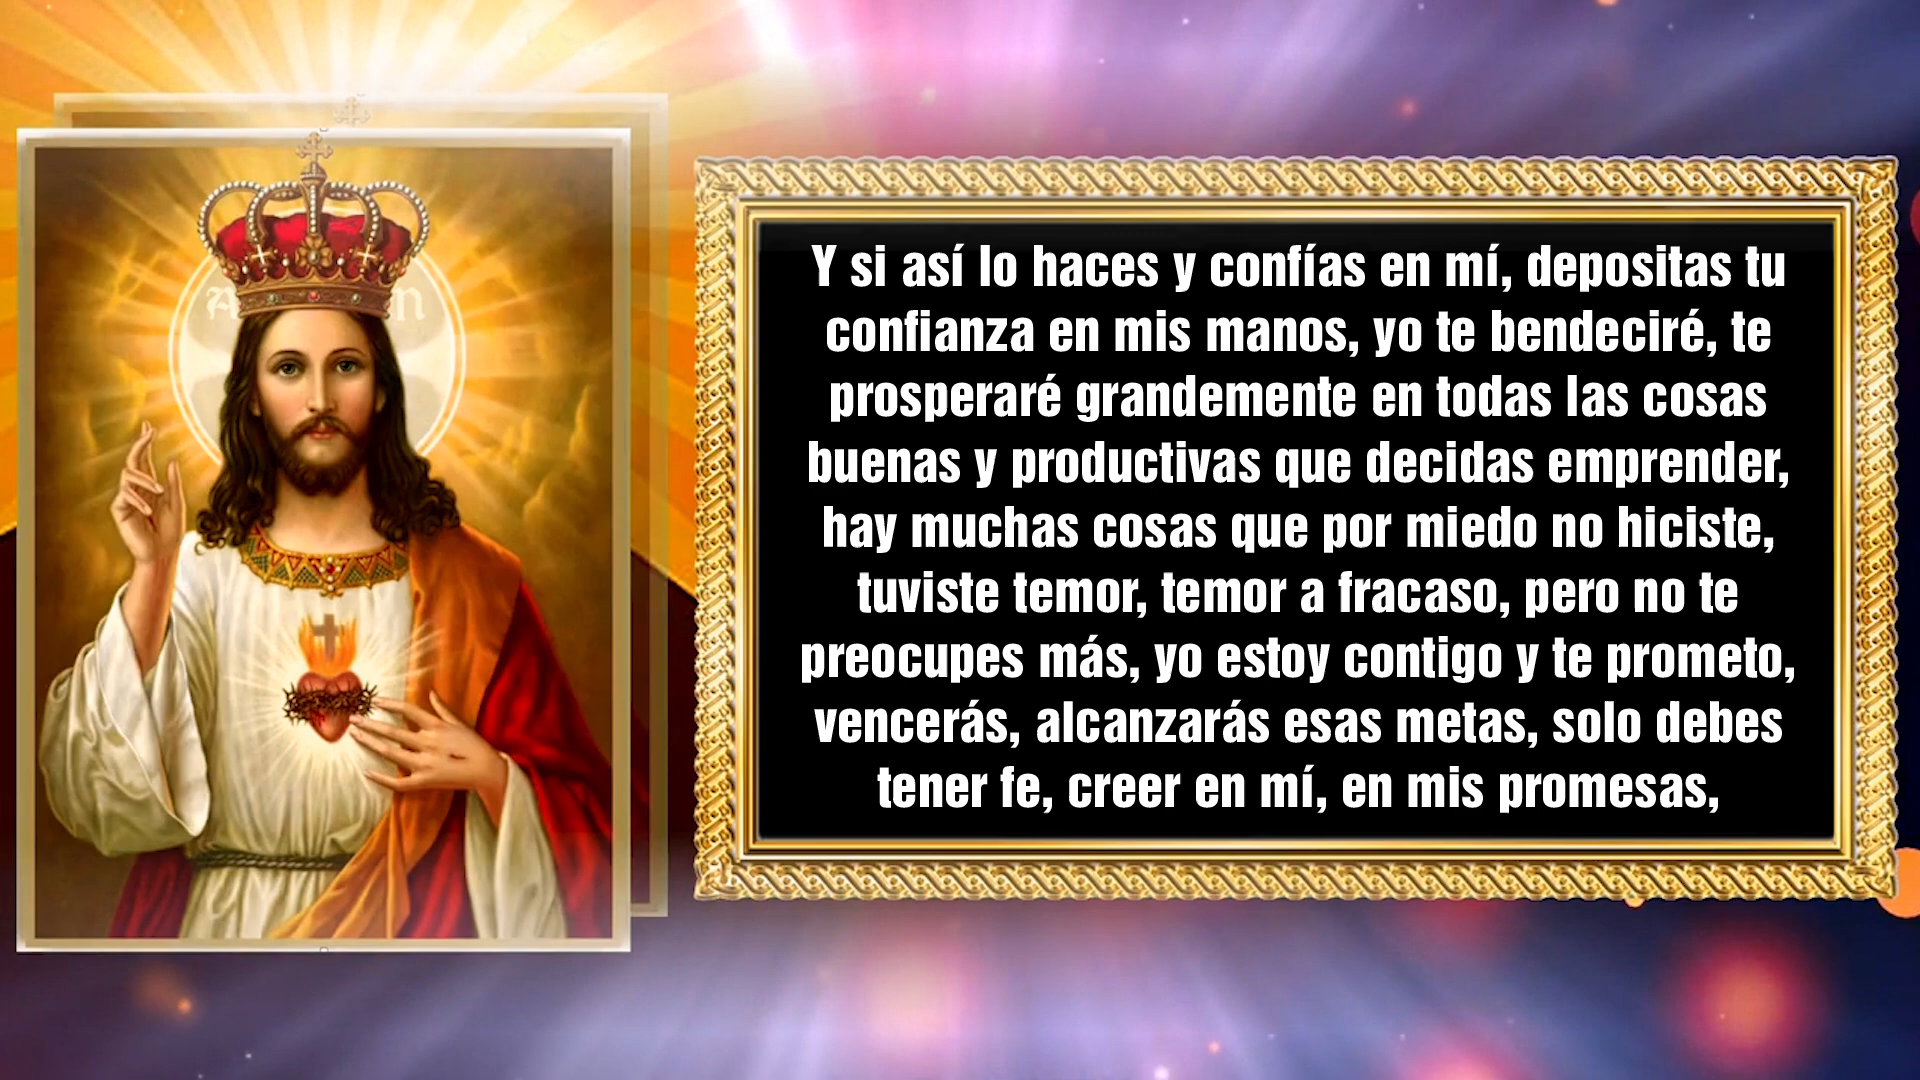 Y si así lo haces y confías en mí, depositas tu
confianza en mis manos, yo te bendeciré, te
prosperaré grandemente en todas las cosas
buenas y productivas que decidas emprender,
hay muchas cosas que por miedo no hiciste,
tuviste temor, temor a fracaso, pero no te
preocupes más, yo estoy contigo y te prometo,
vencerás, alcanzarás esas metas, solo debes
tener fe, creer en mí, en mis promesas,